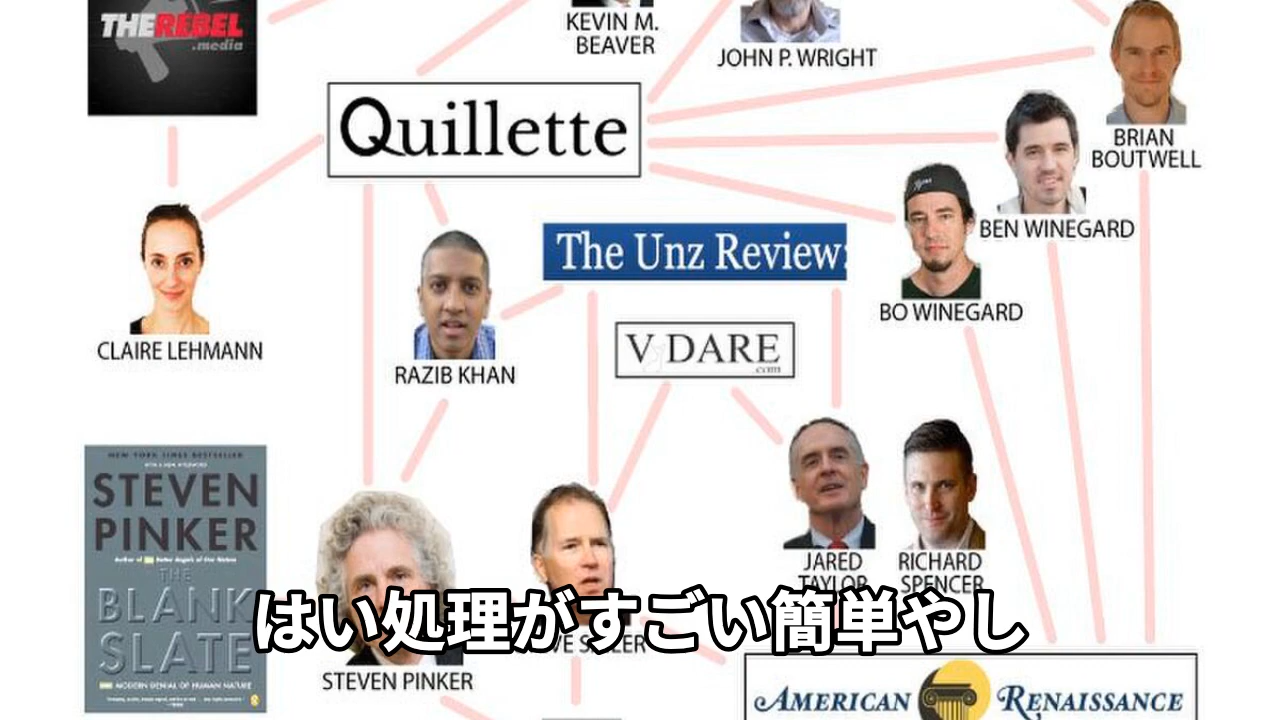 THEREBEL
.media
KEVIN M.
BEAVER
JOHN P. WRIGHT
Quillette
BRIAN
BOUTWELL
BEN WINEGARD
The Unz Review:
BO WINEGARD
VDARE
.com
CLAIRE LEHMANN
RAZIB KHAN
NEW YORK TIMES BESTSELLER
STEVEN
PINKER
THE
BLANK
SLATE
MODERN DENIAL OF HUMAN NATURE
JARED
TAYLOR
RICHARD
SPENCER
はい処理がすごい簡単やし
STEVEN PINKER
AMERICAN RENAISSANCE